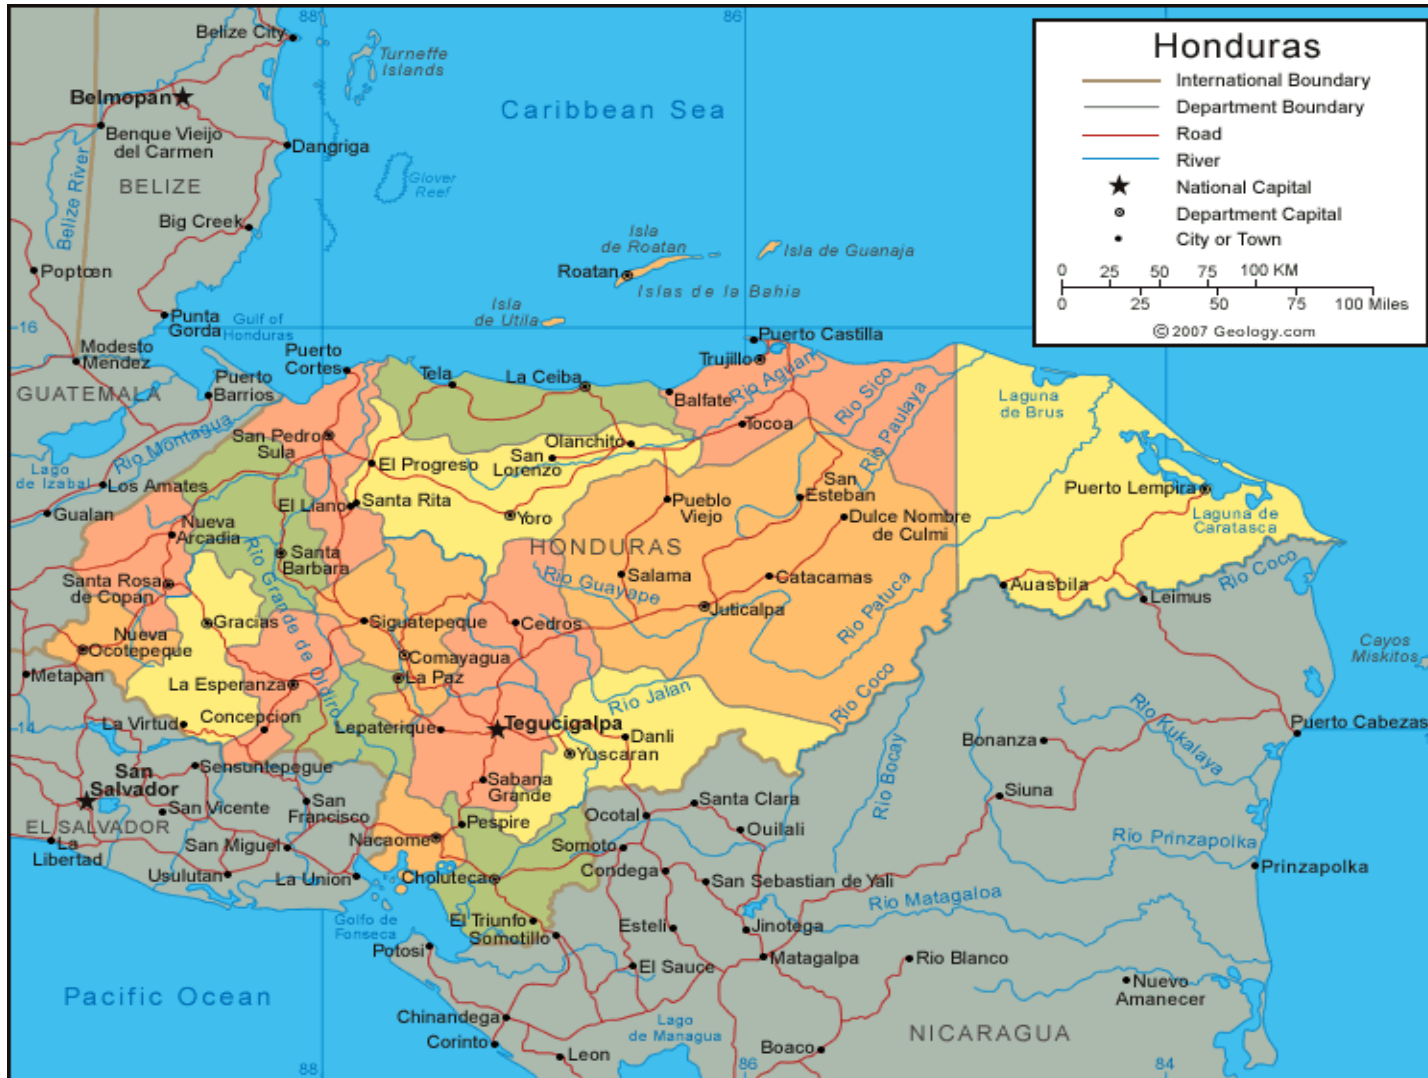 88
86
Belize City
Turneffe
Islands
Belmopan
Caribbean Sea
Benque Vieijo
del Carmen
Dangriga
BELIZE
Glover
Reef
Belize River
Big Creek
Poptœn
Isla
de Roatan
Isla de Guanaja
Roatan
Islas de la Bahia
Isla
de Utila
Honduras
International Boundary
Department Boundary
Road
River
National Capital
Department Capital
City or Town
0 25 50 75 100 KM
0 25 50 75 100 Miles
© 2007 Geology.com
16
Punta
Gorda
Gulf of
Honduras
Modesto
Mendez
Puerto
Cortes
Puerto Castilla
Trujillo
GUATEMALA
Puerto
Barrios
Tela
La Ceiba
Balfate
Rio Aguan
Rio Sico
Rio Paulaya
Laguna
de Brus
Rio Montagua
San Pedro
Sula
Olanchito
Tocoa
San
Lorenzo
El Progreso
Lago
de Izabal
Los Amates
Gualan
El Llano
Santa Rita
Yoro
Pueblo
Viejo
San
Esteban
Dulce Nombre
de Culmi
Puerto Lempira
Laguna de
Caratasca
Nueva
Arcadia
Santa
Barbara
HONDURAS
Santa Rosa
de Copan
Rio Grande de Otoro
Salama
Rio Guayape
Catacamas
Juticalpa
Rio Patuca
Auasbila
Leimus
Rio Coco
Gracias
Siguatepeque
Cedros
Nueva
Ocotepeque
Comayagua
La Paz
Metapan
La Esperanza
Rio Jalan
Rio Coco
Cayos
Miskitos
14
La Virtud
Concepcion
Lepaterique
Tegucigalpa
Danli
Yuscaran
Bonanza
Rio Kukalaya
Puerto Cabezas
San
Salvador
Sensuntepegue
San Vicente
San
Francisco
Sabana
Grande
Rio Bocay
Siuna
EL SALVADOR
La
Libertad
San Miguel
Usulutan
La Union
Nacaome
Pespire
Choluteca
Ocotal
Santa Clara
Ouilali
Somoto
Condega
San Sebastian de Yali
Rio Prinzapolka
Prinzapolka
Rio Matagaloa
Golfo de
Fonseca
El Triunfo
Somotillo
Potosi
Esteli
Jinotega
El Sauce
Matagalpa
Rio Blanco
Nuevo
Amanecer
Pacific Ocean
Chinandega
Corinto
Leon
Lago
de Managua
Boaco
NICARAGUA
88
86
84